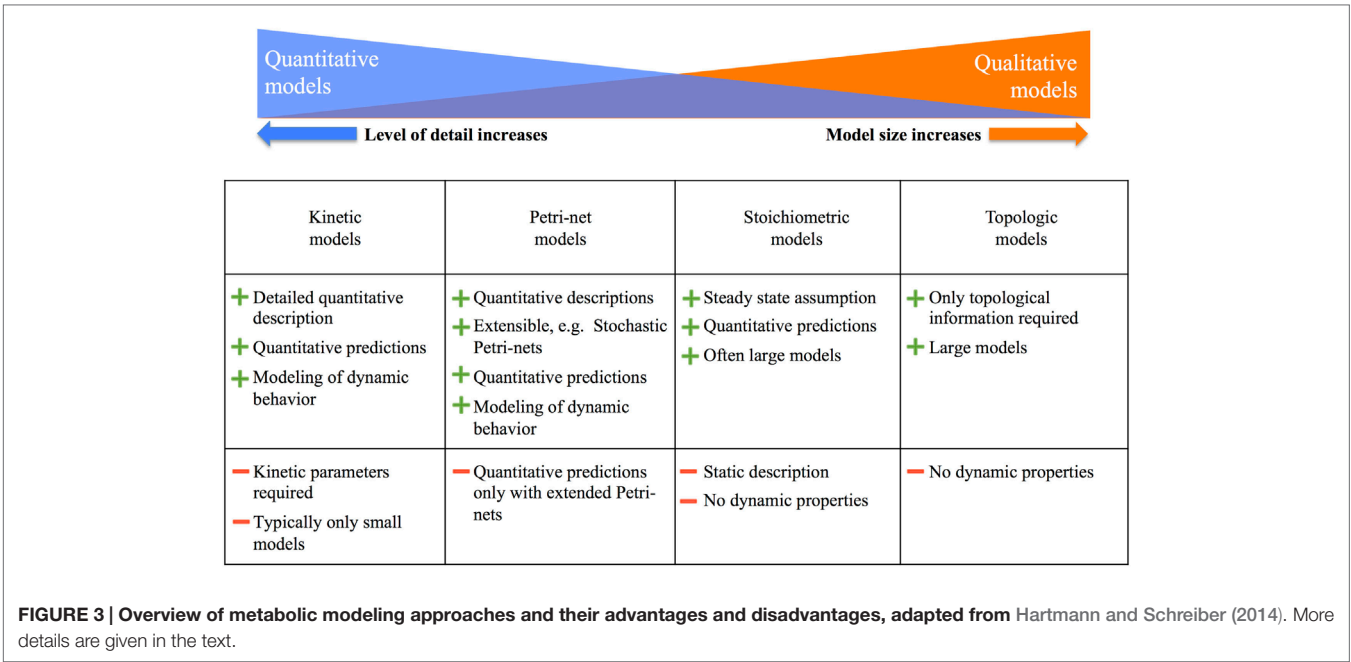 Quantitative
models
Qualitative
models
Level of detail increases
Model size increases
Kinetic
models
Petri-net
models
Stoichiometric
models
Topologic
models
+ Detailed quantitative
description
+ Quantitative predictions
+ Modeling of dynamic
behavior
+ Quantitative descriptions
+ Extensible, e.g. Stochastic
Petri-nets
+ Quantitative predictions
+ Modeling of dynamic
behavior
+ Steady state assumption
+ Quantitative predictions
+ Often large models
+ Only topological
information required
+ Large models
− Kinetic parameters
required
− Typically only small
models
− Quantitative predictions
only with extended Petri-
nets
− Static description
− No dynamic properties
− No dynamic properties
FIGURE 3 | Overview of metabolic modeling approaches and their advantages and disadvantages, adapted from Hartmann and Schreiber (2014). More
details are given in the text.